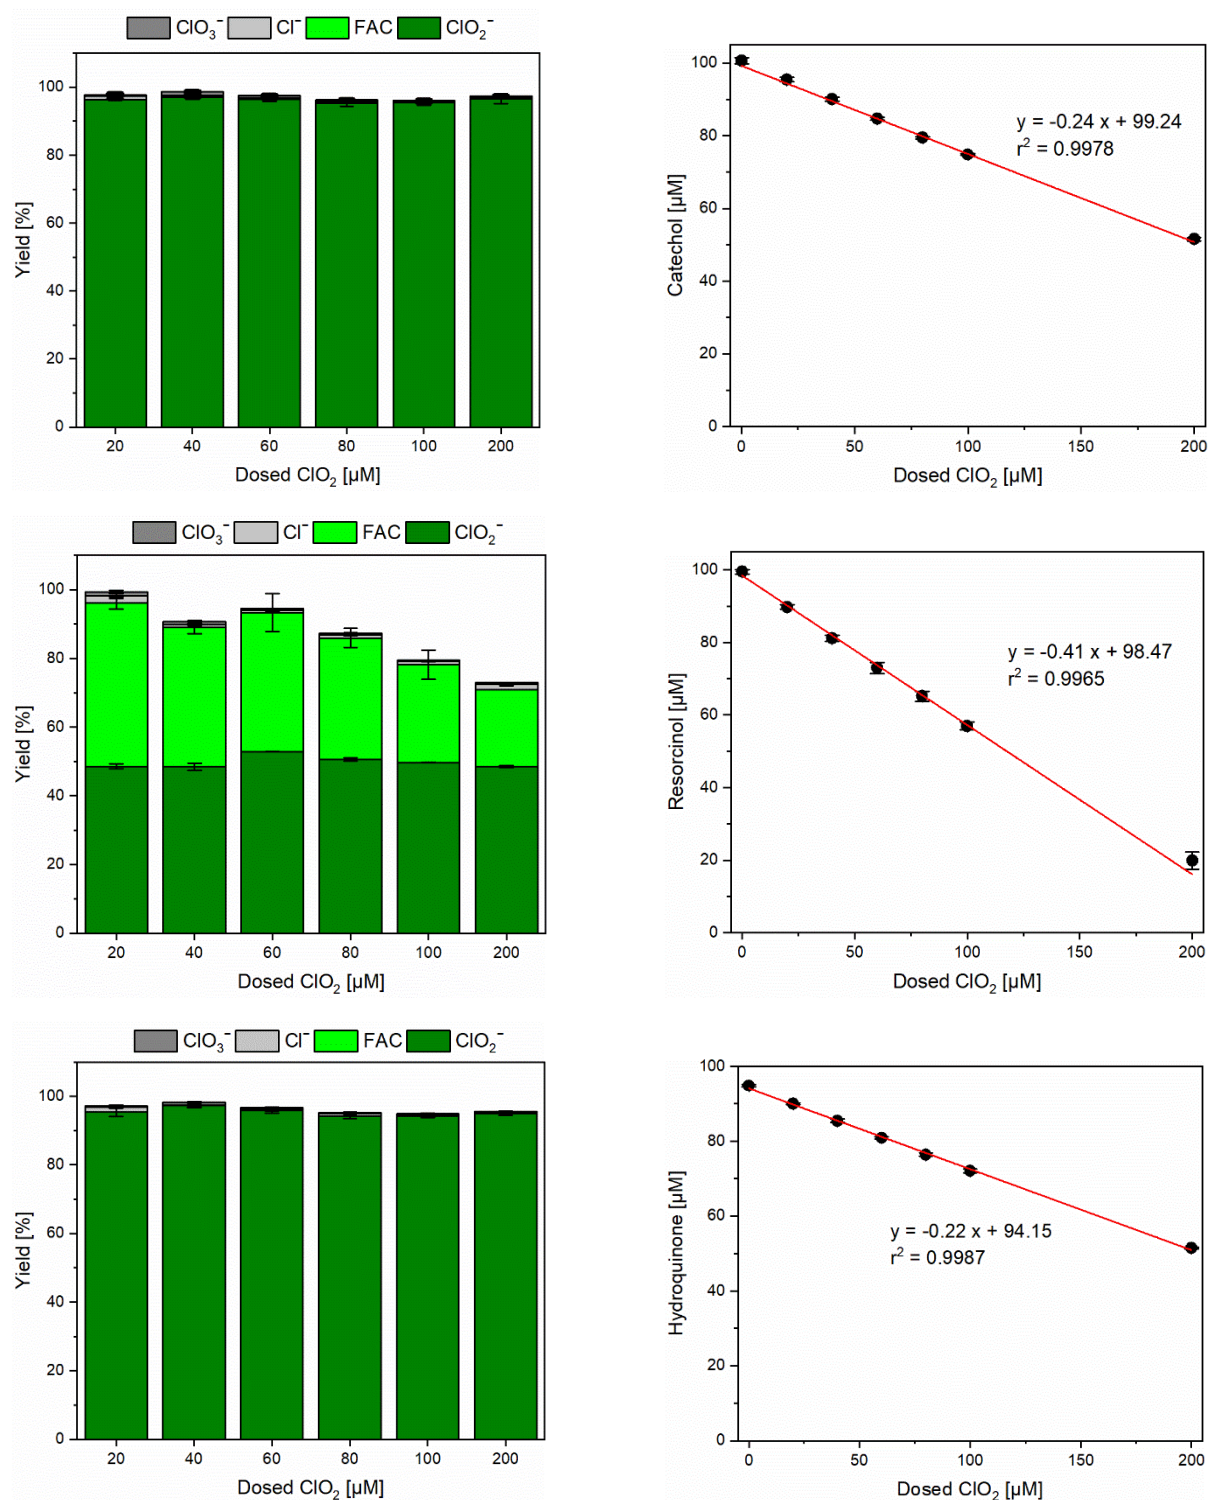 ClO₃⁻ Cl⁻ FAC ClO₂⁻
100
80
60
40
20
0
Yield [%]
20 40 60 80 100 200
Dosed ClO₂ [µM]
100
80
60
40
20
0
Catechol [µM]
y = -0.24 x + 99.24
r² = 0.9978
0 50 100 150 200
Dosed ClO₂ [µM]
ClO₃⁻ Cl⁻ FAC ClO₂⁻
100
80
60
40
20
0
Yield [%]
20 40 60 80 100 200
Dosed ClO₂ [µM]
100
80
60
40
20
0
Resorcinol [µM]
y = -0.41 x + 98.47
r² = 0.9965
0 50 100 150 200
Dosed ClO₂ [µM]
ClO₃⁻ Cl⁻ FAC ClO₂⁻
100
80
60
40
20
0
Yield [%]
20 40 60 80 100 200
Dosed ClO₂ [µM]
100
80
60
40
20
0
Hydroquinone [µM]
y = -0.22 x + 94.15
r² = 0.9987
0 50 100 150 200
Dosed ClO₂ [µM]